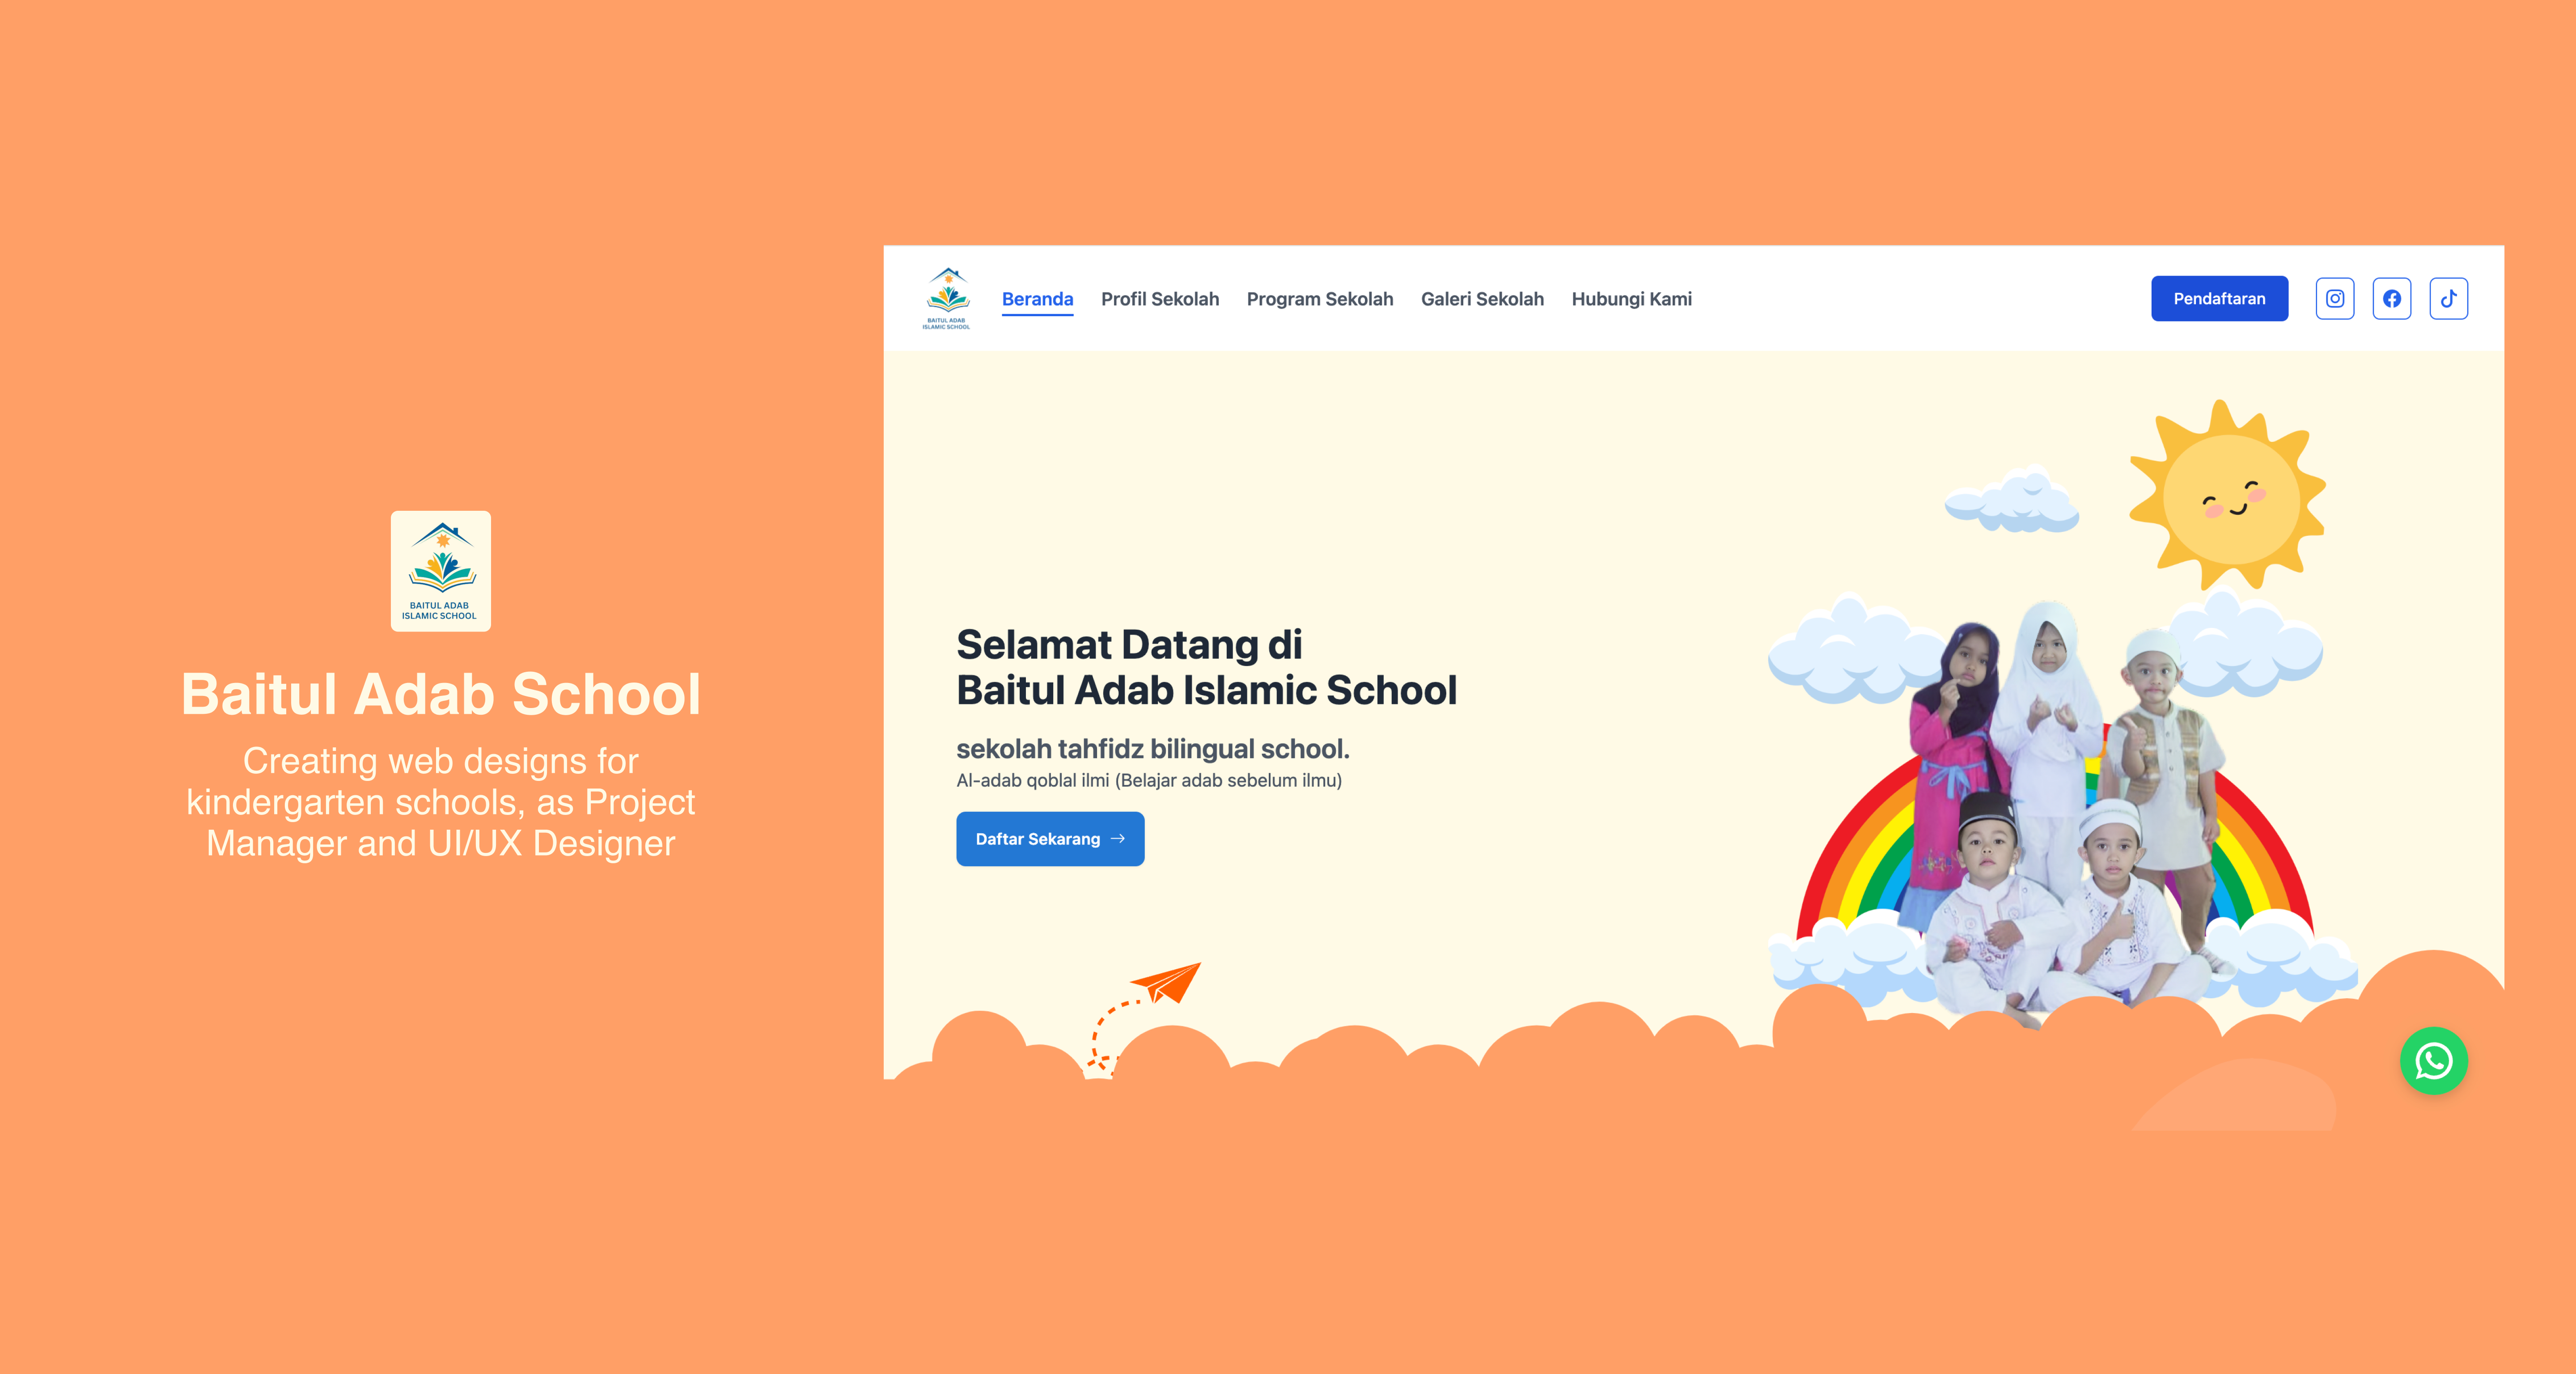 BAITUL ADAB
ISLAMIC SCHOOL
Baitul Adab School
Creating web designs for
kindergarten schools, as Project
Manager and UI/UX Designer
BAITUL ADAB
ISLAMIC SCHOOL
Beranda
Profil Sekolah
Program Sekolah
Galeri Sekolah
Hubungi Kami
Pendaftaran
Selamat Datang di
Baitul Adab Islamic School
sekolah tahfidz bilingual school.
Al-adab qoblal ilmi (Belajar adab sebelum ilmu)
Daftar Sekarang →